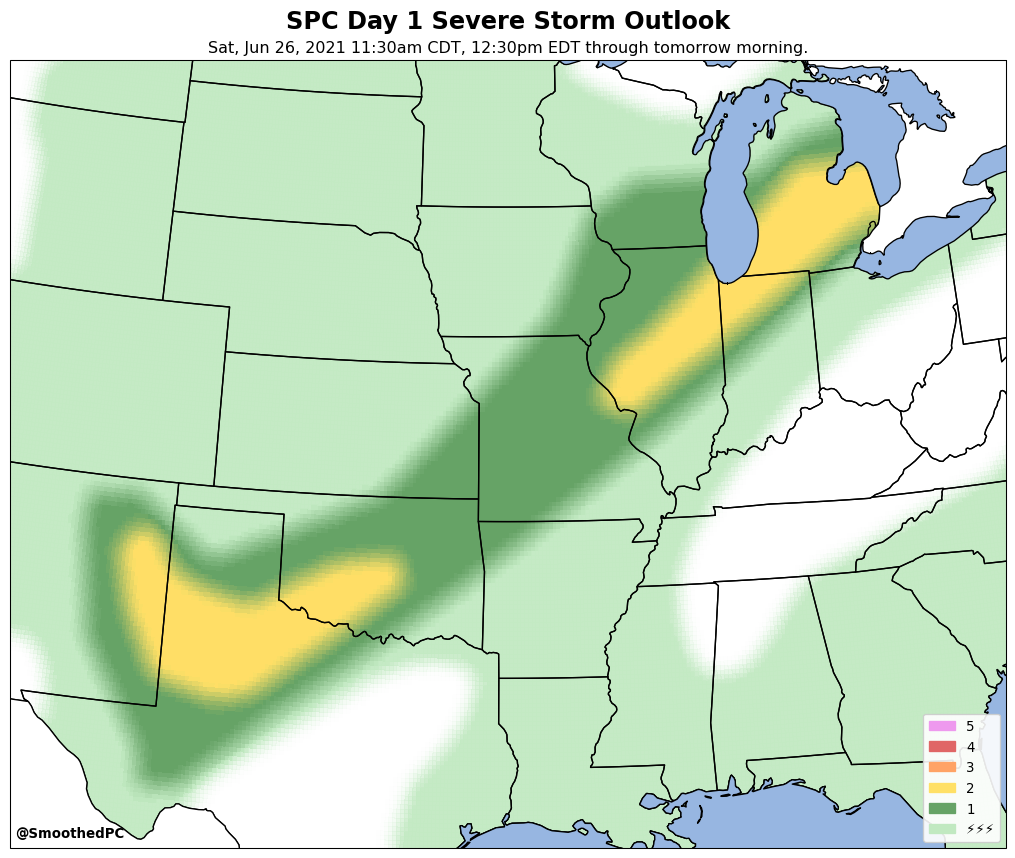 SPC Day 1 Severe Storm Outlook
Sat, Jun 26, 2021 11:30am CDT, 12:30pm EDT through tomorrow morning.
5
4
3
2
1
⚡⚡⚡
@SmoothedPC